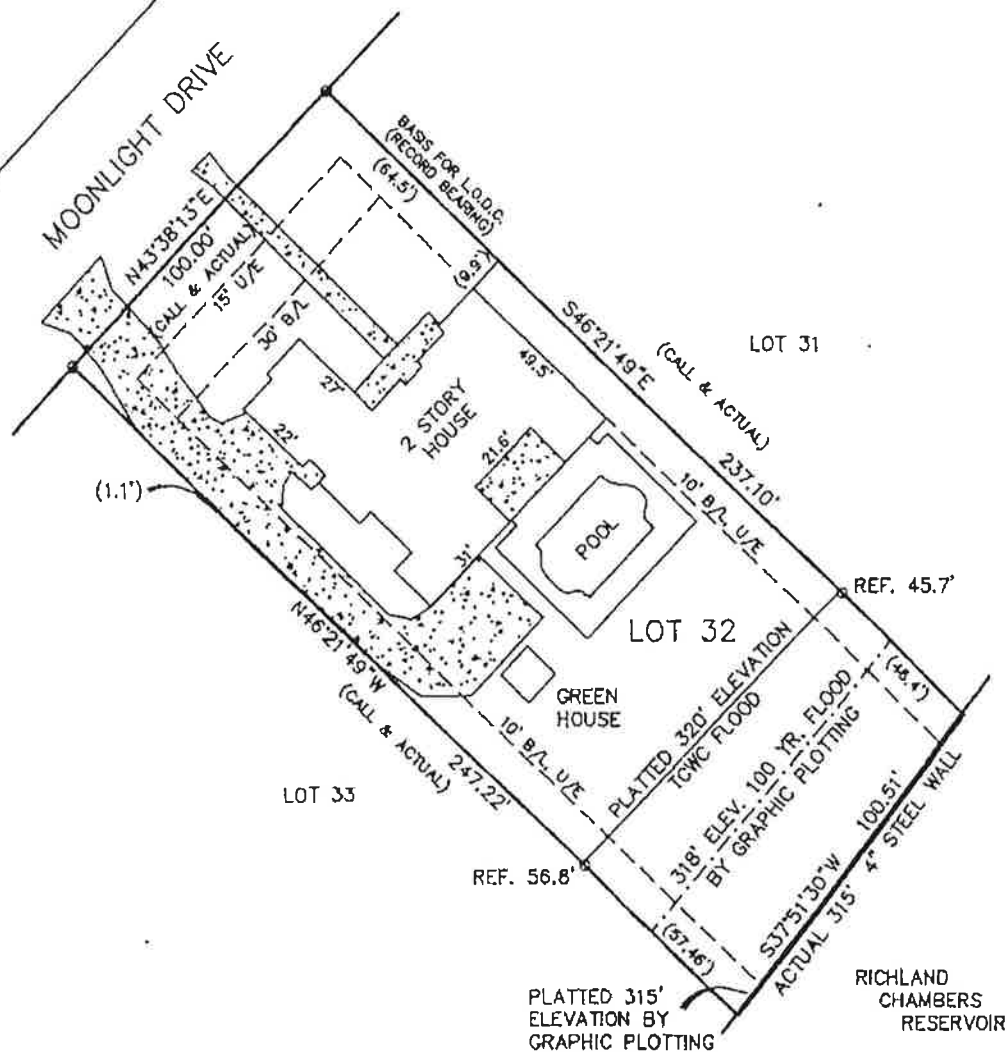 MOONLIGHT DRIVE
N43°38'13"E
100.00'
(CALL & ACTUAL)
15' U/E
30' B/L
BASIS FOR L.O.D.C.
(RECORD BEARING)
(64.5')
(9.9')
S46°21'49"E
(CALL & ACTUAL)
237.10'
LOT 31
49.5'
27'
22'
2 STORY
HOUSE
21.6'
31'
POOL
10' B/L, U/E
(1.1')
REF. 45.7'
LOT 32
GREEN
HOUSE
N46°21'49"W
(CALL & ACTUAL)
247.22'
10' B/L, U/E
LOT 33
PLATTED 320' ELEVATION
TCWC FLOOD
318' ELEV. 100 YR. FLOOD
BY GRAPHIC PLOTTING
REF. 56.8'
(57.46')
S37°51'30"W 100.51'
ACTUAL 315' 4" STEEL WALL
PLATTED 315'
ELEVATION BY
GRAPHIC PLOTTING
RICHLAND
CHAMBERS
RESERVOIR